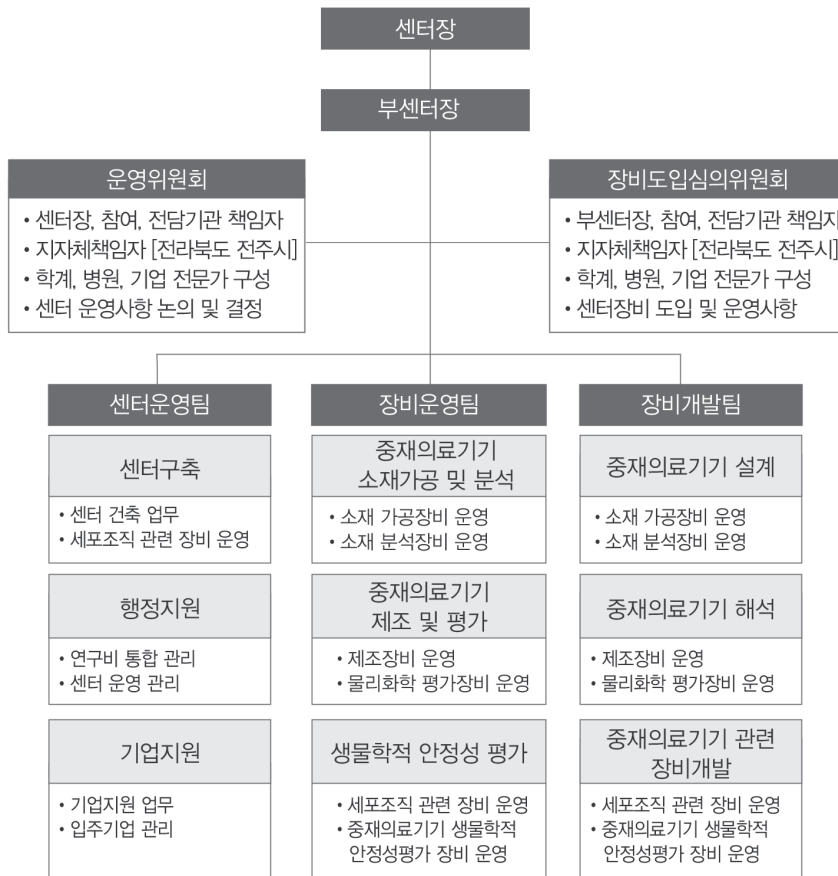 센터장
부센터장
운영위원회
• 센터장, 참여, 전담기관 책임자
• 지자체책임자 [전라북도 전주시]
• 학계, 병원, 기업 전문가 구성
• 센터 운영사항 논의 및 결정
장비도입심의위원회
• 부센터장, 참여, 전담기관 책임자
• 지자체책임자 [전라북도 전주시]
• 학계, 병원, 기업 전문가 구성
• 센터장비 도입 및 운영사항
센터운영팀
센터구축
• 센터 건축 업무
• 세포조직 관련 장비 운영
행정지원
• 연구비 통합 관리
• 센터 운영 관리
기업지원
• 기업지원 업무
• 입주기업 관리
장비운영팀
중재의료기기
소재가공 및 분석
• 소재 가공장비 운영
• 소재 분석장비 운영
중재의료기기
제조 및 평가
• 제조장비 운영
• 물리화학 평가장비 운영
생물학적 안정성 평가
• 세포조직 관련 장비 운영
• 중재의료기기 생물학적
안정성평가 장비 운영
장비개발팀
중재의료기기 설계
• 소재 가공장비 운영
• 소재 분석장비 운영
중재의료기기 해석
• 제조장비 운영
• 물리화학 평가장비 운영
중재의료기기 관련
장비개발
• 세포조직 관련 장비 운영
• 중재의료기기 생물학적
안정성평가 장비 운영